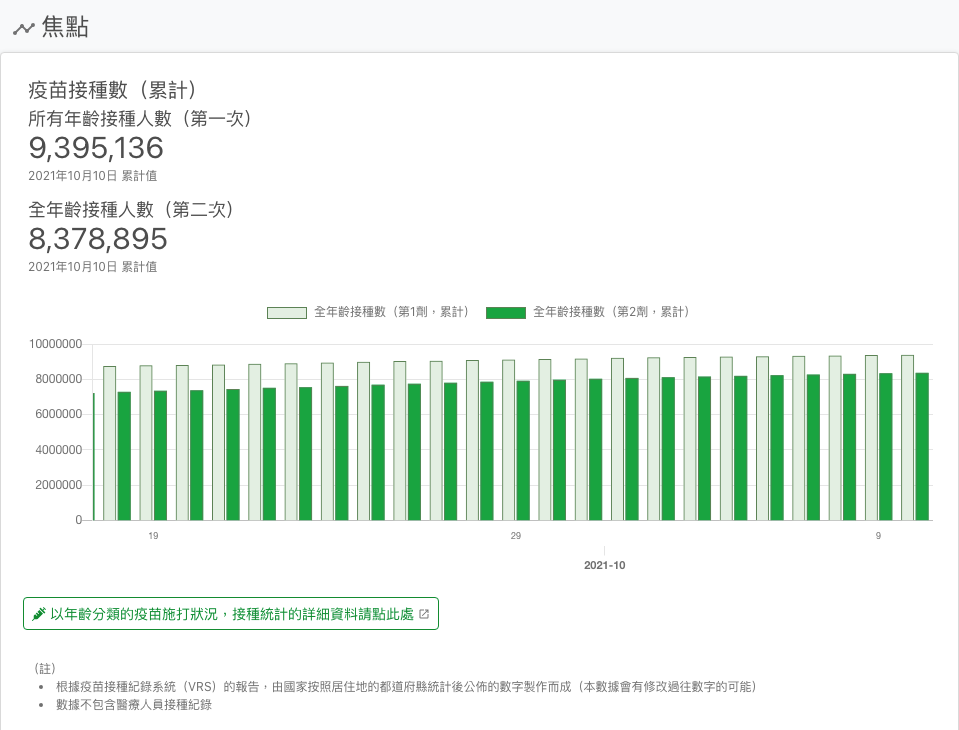 焦點
疫苗接種數（累計）
所有年齡接種人數（第一次）
9,395,136
2021年10月10日 累計值
全年齡接種人數（第二次）
8,378,895
2021年10月10日 累計值
全年齡接種數（第1劑，累計） 全年齡接種數（第2劑，累計）
10000000
8000000
6000000
4000000
2000000
0
19 29 9
2021-10
以年齡分類的疫苗施打狀況，接種統計的詳細資料請點此處
（註）
• 根據疫苗接種紀錄系統（VRS）的報告，由國家按照居住地的都道府縣統計後公佈的數字製作而成（本數據會有修改過往數字的可能）
• 數據不包含醫療人員接種紀錄